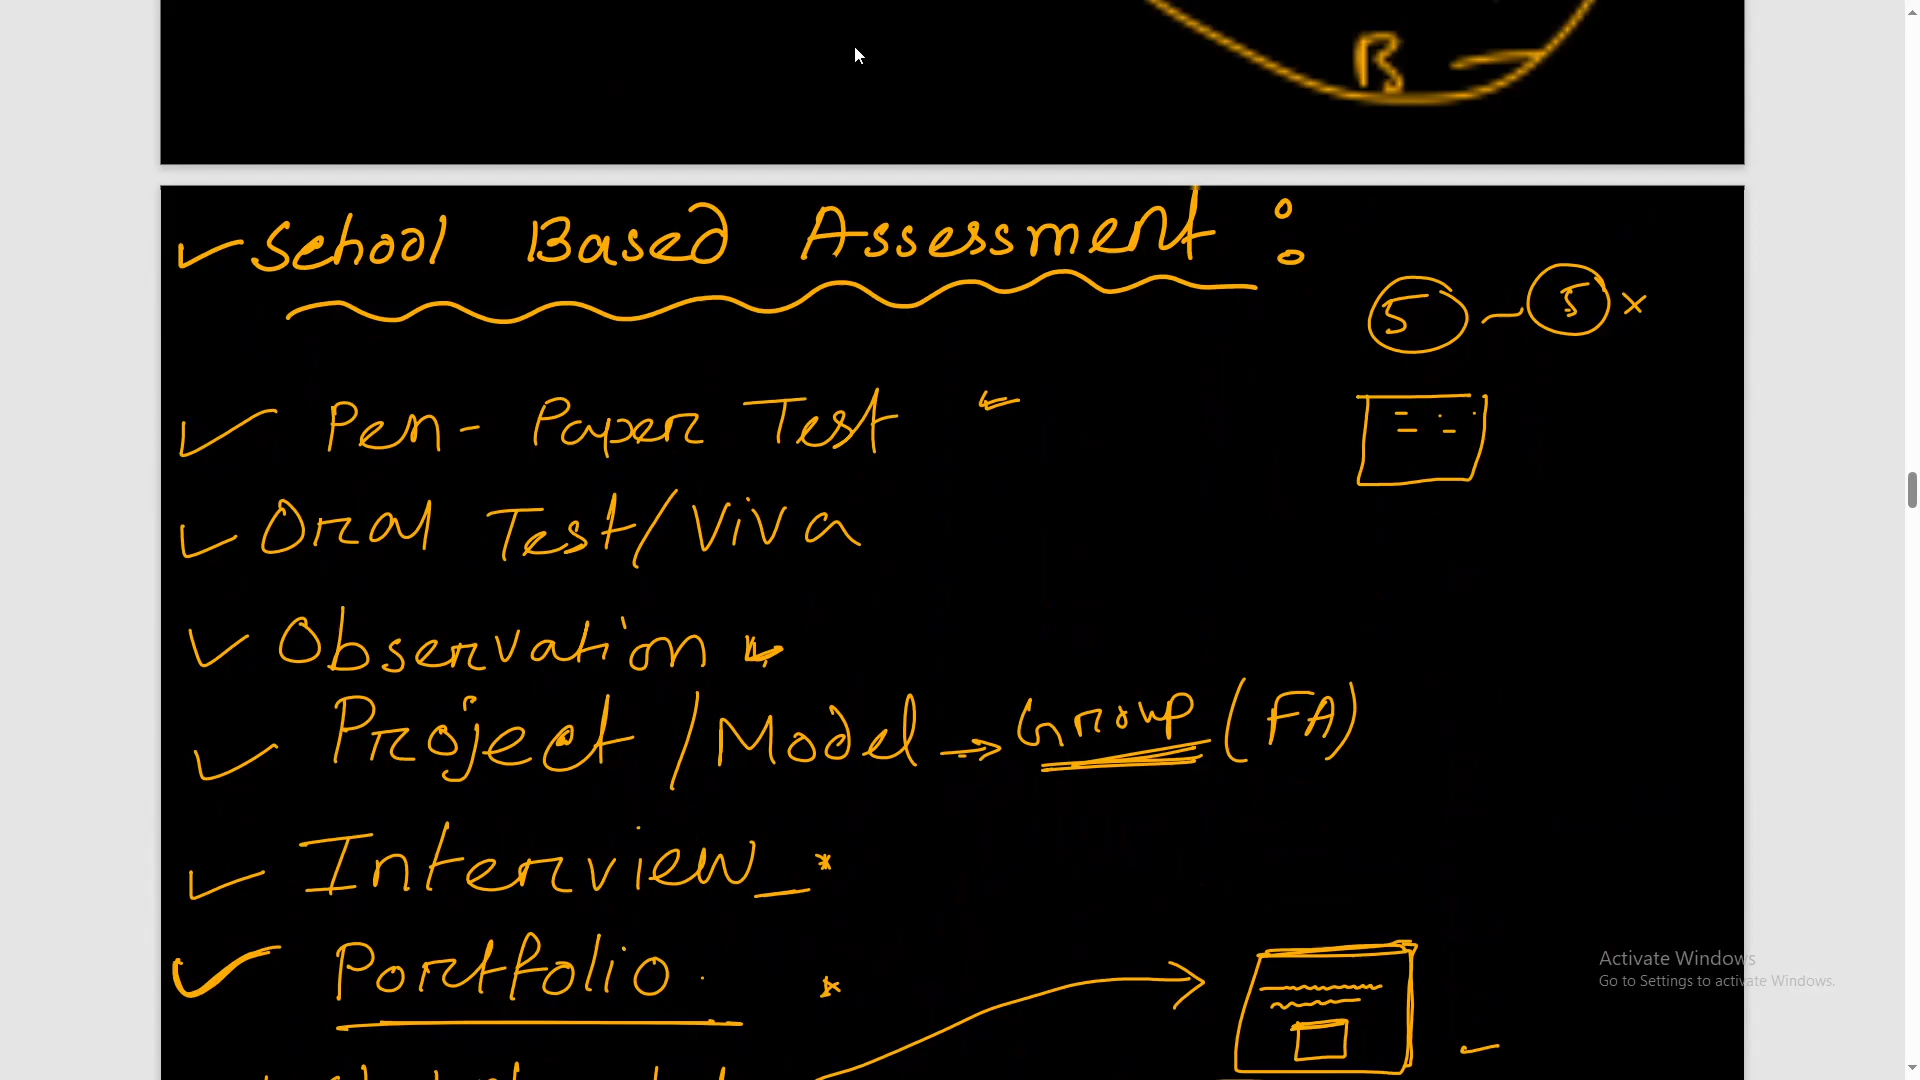 B
✓ School Based Assessment :
5 - 5 ×
✓ Pen- Paper Test
✓ Oral Test/Viva
✓ Observation
✓ Project / Model → Group (FA)
✓ Interview_ *
✓ Portfolio.
Activate Windows
Go to Settings to activate Windows.